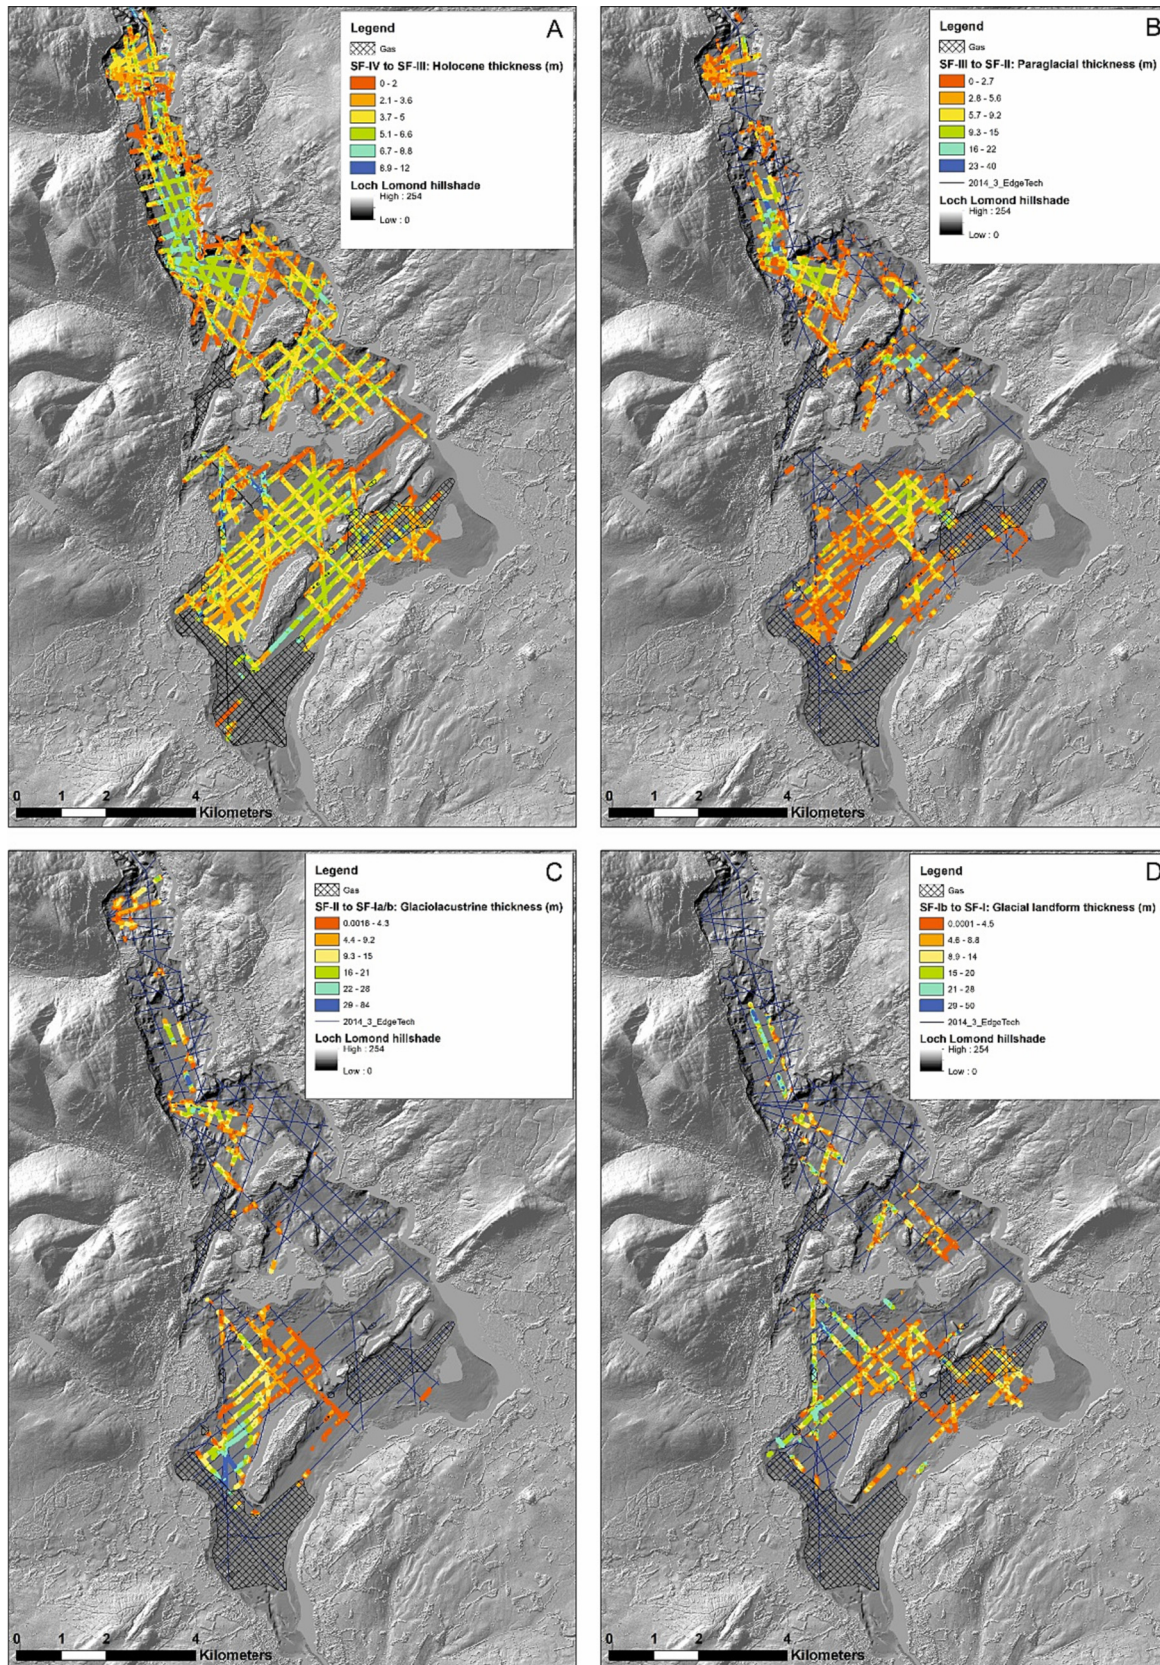 A
Legend
Gas
SF-IV to SF-III: Holocene thickness (m)
0 - 2
2.1 - 3.6
3.7 - 5
5.1 - 6.6
6.7 - 8.8
8.9 - 12
Loch Lomond hillshade
High : 254
Low : 0
0 1 2 4
Kilometers
B
Legend
Gas
SF-III to SF-II: Paraglacial thickness (m)
0 - 2.7
2.8 - 5.6
5.7 - 9.2
9.3 - 15
16 - 22
23 - 40
2014_3_EdgeTech
Loch Lomond hillshade
High : 254
Low : 0
0 1 2 4
Kilometers
C
Legend
Gas
SF-II to SF-Ia/b: Glaciolacustrine thickness (m)
0.0018 - 4.3
4.4 - 9.2
9.3 - 15
16 - 21
22 - 28
29 - 84
2014_3_EdgeTech
Loch Lomond hillshade
High : 254
Low : 0
0 1 2 4
Kilometers
D
Legend
Gas
SF-Ib to SF-I: Glacial landform thickness (m)
0.0001 - 4.5
4.6 - 8.8
8.9 - 14
15 - 20
21 - 28
29 - 50
2014_3_EdgeTech
Loch Lomond hillshade
High : 254
Low : 0
0 1 2 4
Kilometers